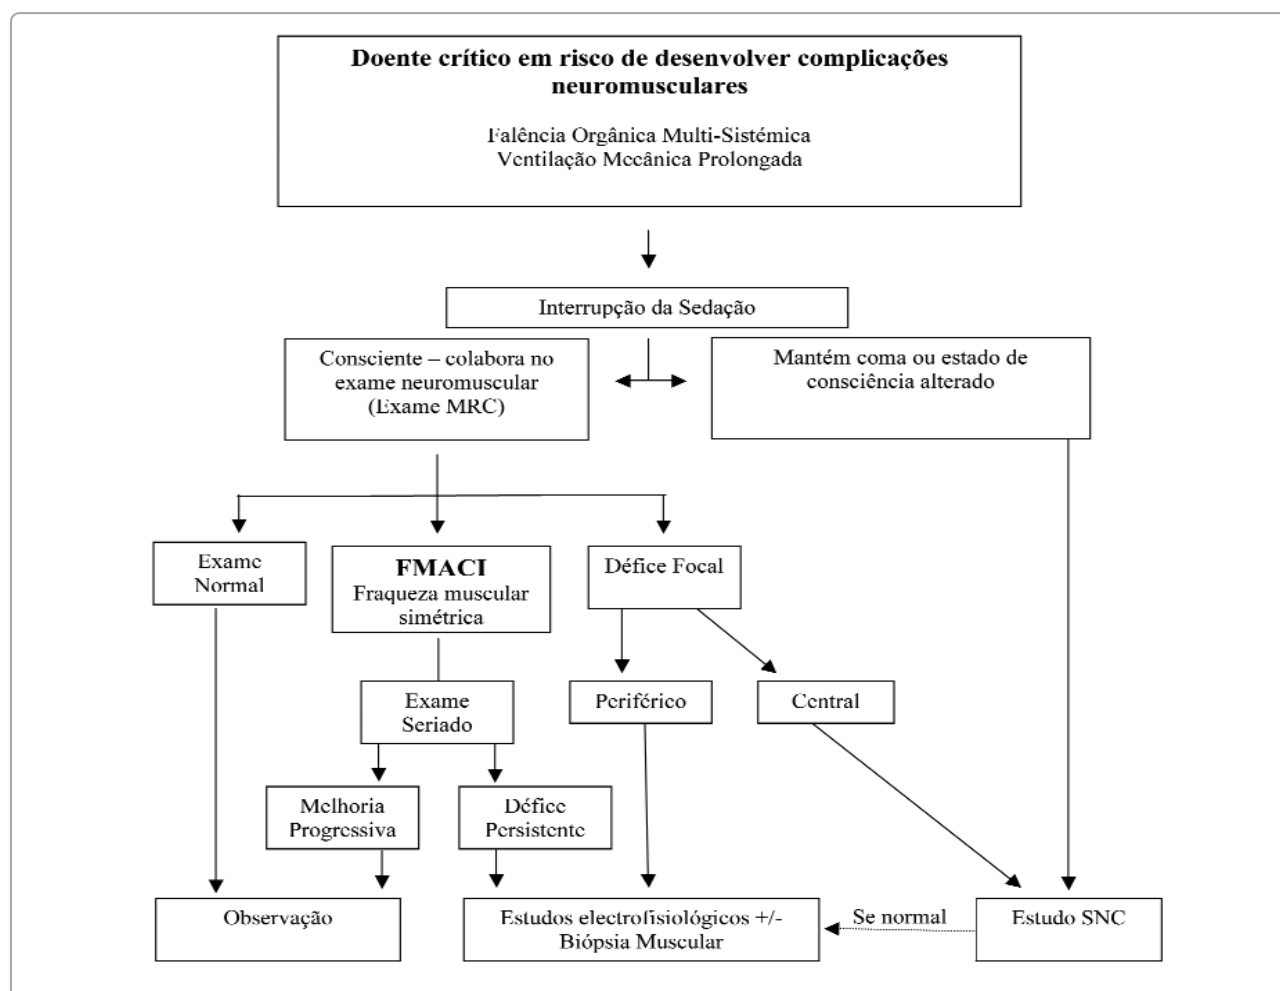 Doente crítico em risco de desenvolver complicações
neuromusculares
Falência Orgânica Multi-Sistémica
Ventilação Mecânica Prolongada
Interrupção da Sedação
Consciente – colabora no
exame neuromuscular
(Exame MRC)
Mantém coma ou estado de
consciência alterado
Exame
Normal
FMACI
Fraqueza muscular
simétrica
Défice Focal
Exame
Seriado
Periférico
Central
Melhoria
Progressiva
Défice
Persistente
Observação
Estudos electrofisiológicos +/-
Biópsia Muscular
Se normal
Estudo SNC